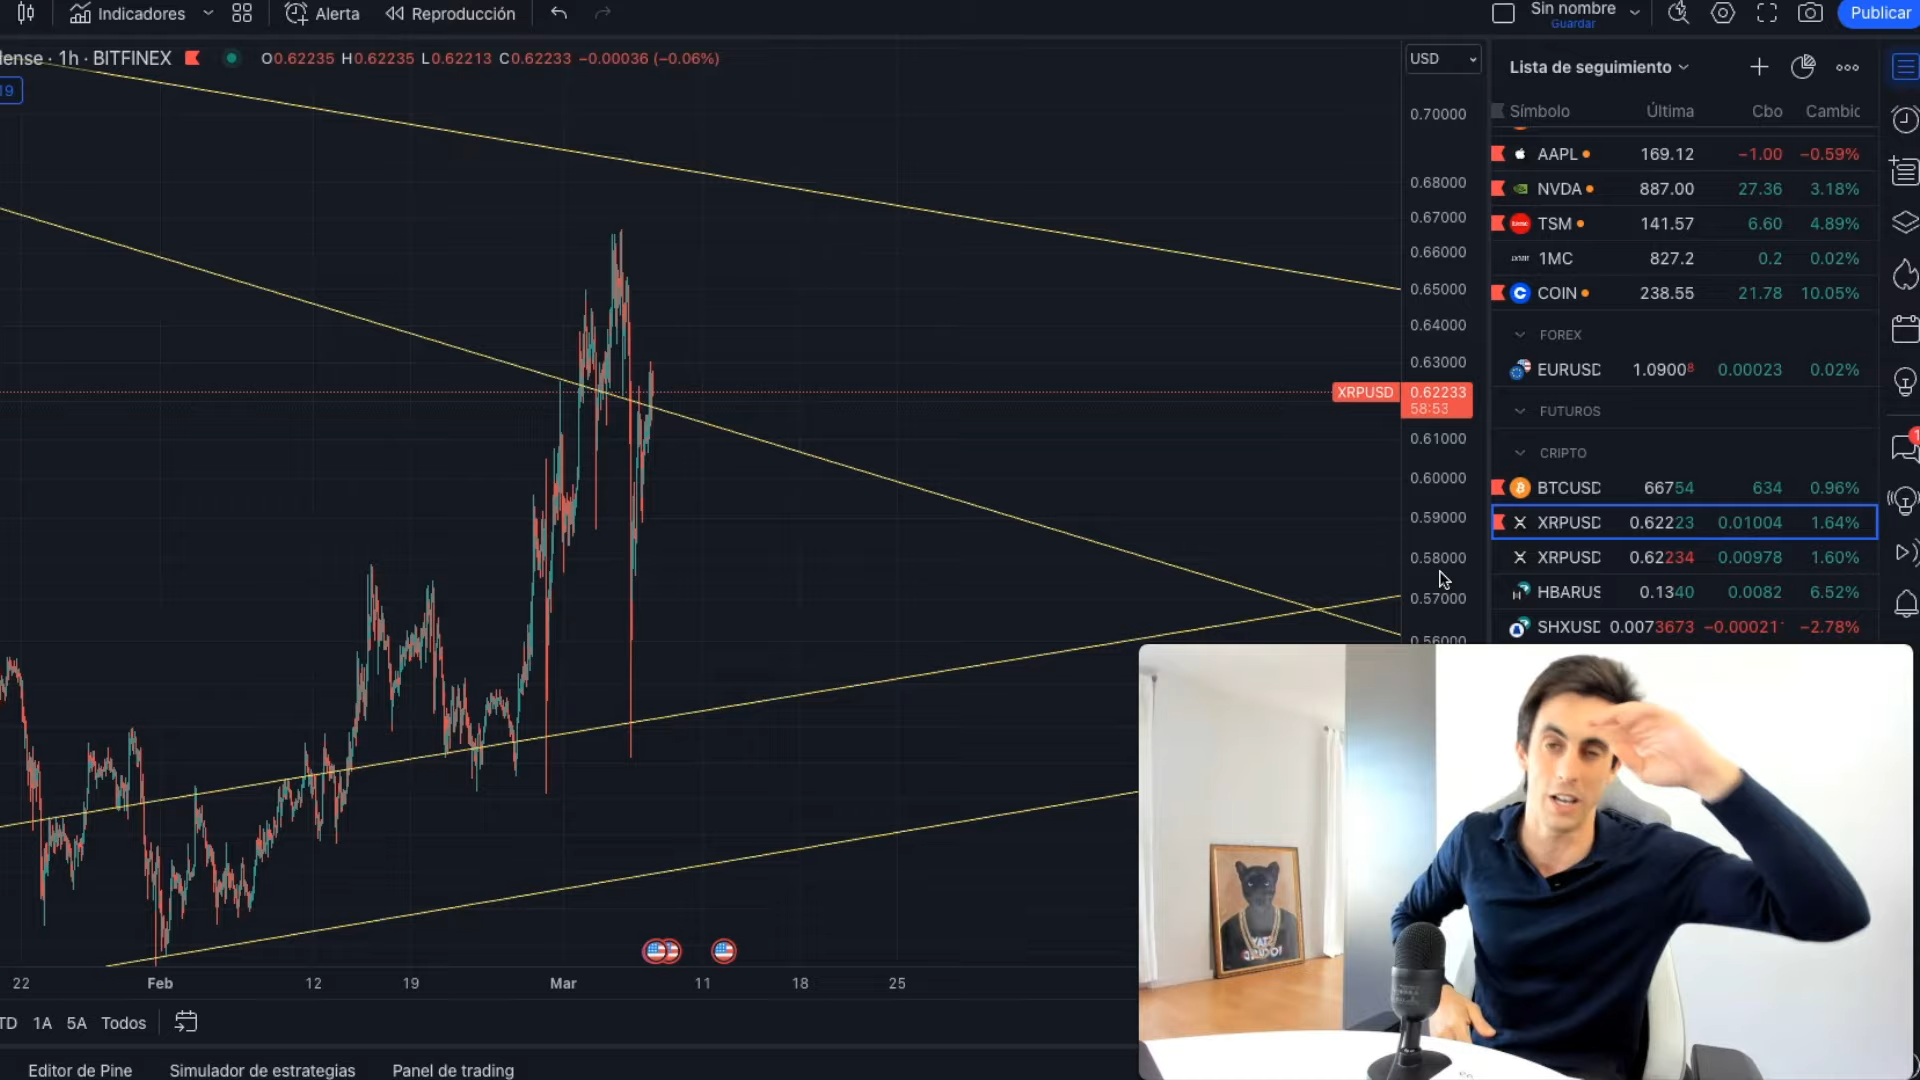 Indicadores
Alerta
Reproducción
Sin nombre
Guardar
Publicar
dense · 1h · BITFINEX
O0.62235 H0.62235 L0.62213 C0.62233 −0.00036 (−0.06%)
19
USD
0.70000
0.68000
0.67000
0.66000
0.65000
0.64000
0.63000
XRPUSD 0.62233
58:53
0.61000
0.60000
0.59000
0.58000
0.57000
0.56000
Lista de seguimiento
Símbolo Última Cbo Cambic
AAPL 169.12 −1.00 −0.59%
NVDA 887.00 27.36 3.18%
TSM 141.57 6.60 4.89%
1MC 827.2 0.2 0.02%
COIN 238.55 21.78 10.05%
FOREX
EURUSD 1.09008 0.00023 0.02%
FUTUROS
CRIPTO
BTCUSD 66754 634 0.96%
XRPUSD 0.62223 0.01004 1.64%
XRPUSD 0.62234 0.00978 1.60%
HBARUS 0.1340 0.0082 6.52%
SHXUSD 0.0073673 −0.00021 −2.78%
22 Feb 12 19 Mar 11 18 25
TD 1A 5A Todos
Editor de Pine Simulador de estrategias Panel de trading